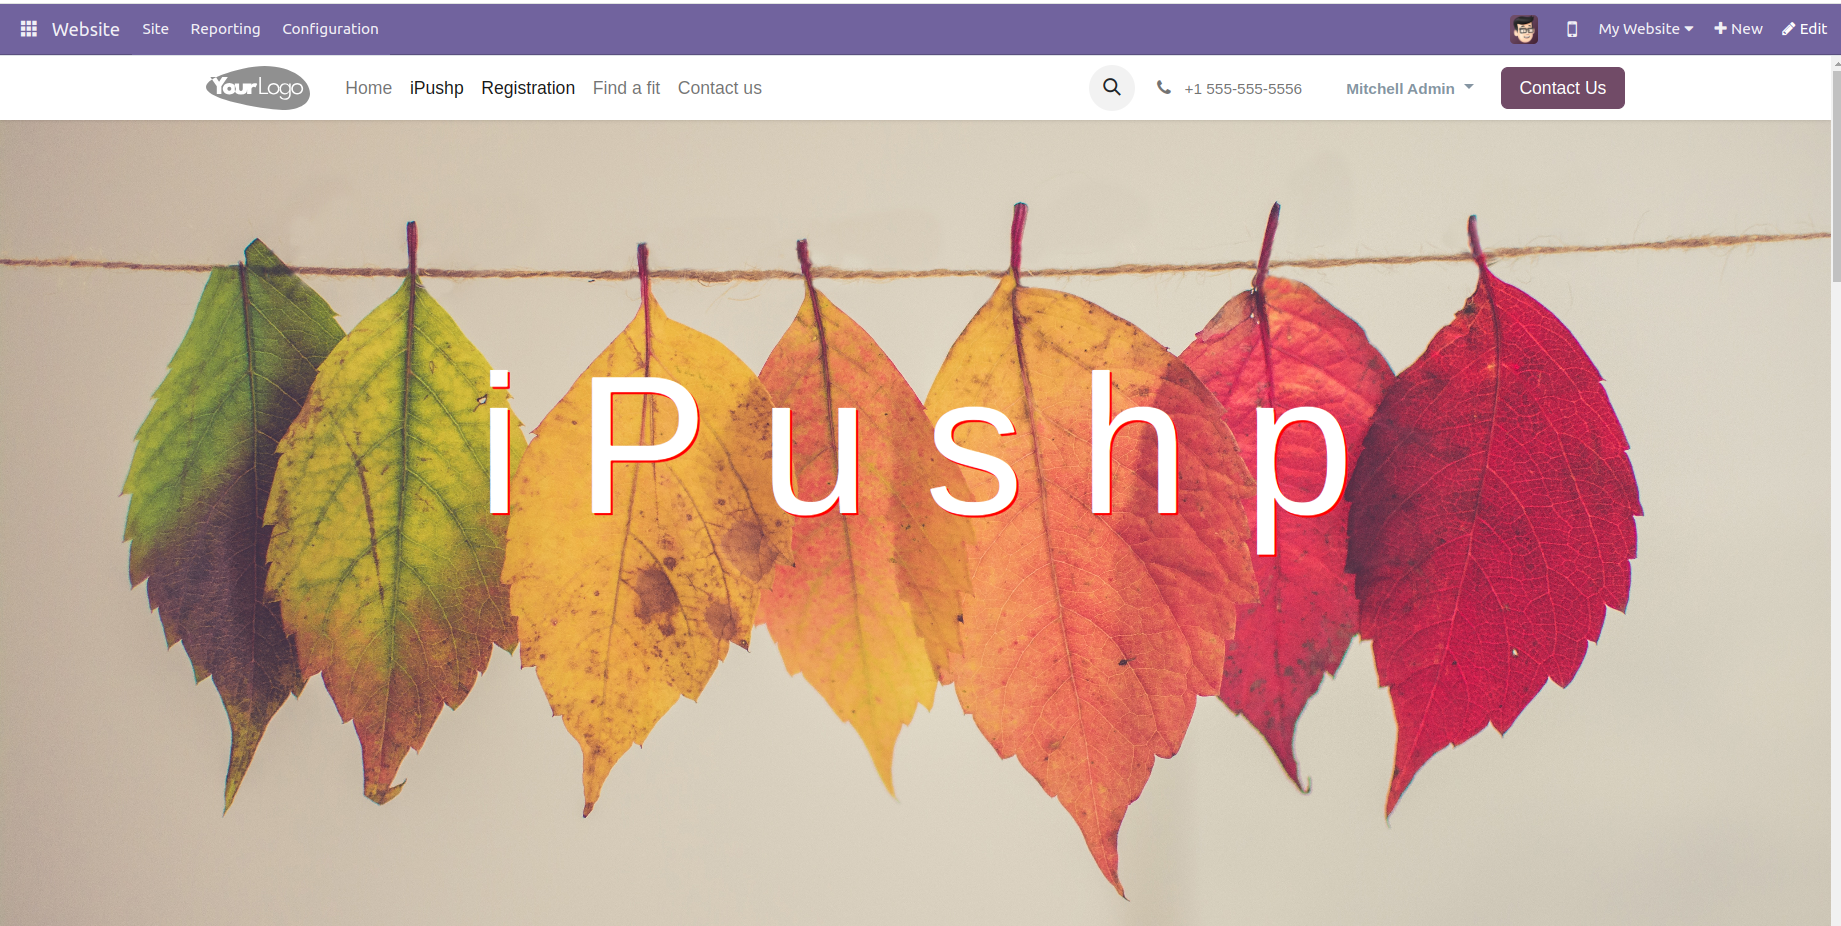 Website Site Reporting Configuration My Website New Edit
YourLogo Home iPushp Registration Find a fit Contact us +1 555-555-5556 Mitchell Admin Contact Us
iPushp